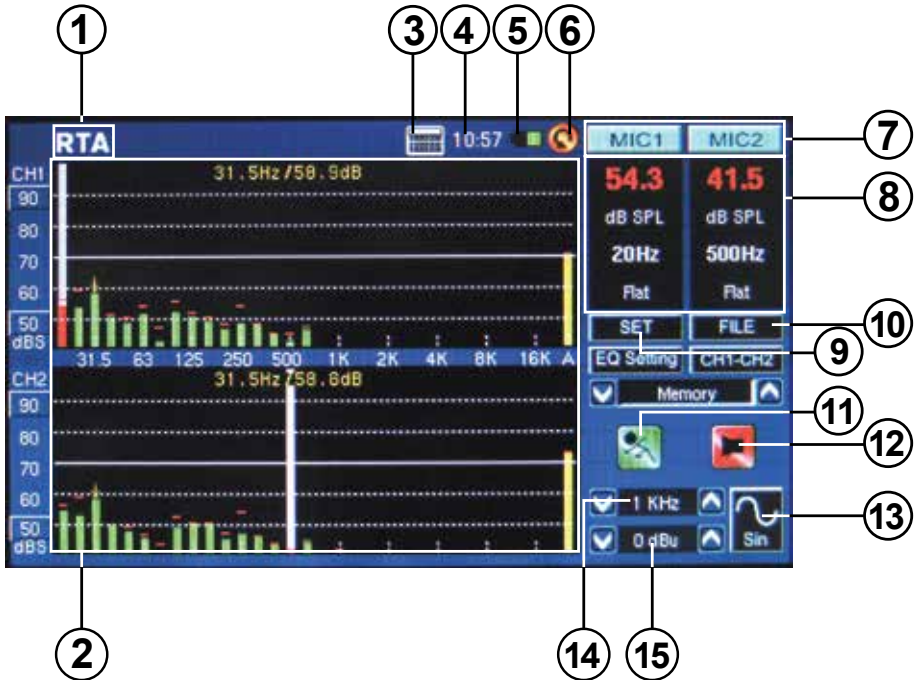 1 3 4 5 6
RTA 10:57 MIC1 MIC2 7
CH1 31.5Hz/58.9dB 54.3 41.5
90 dB SPL dB SPL 8
80 20Hz 500Hz
70 Flat Flat
60
50 SET FILE 10
dBS 9
31.5 63 125 250 500 1K 2K 4K 8K 16K A EQ Setting CH1-CH2
CH2 31.5Hz/58.6dB
90 Memory 11
80
70 12
60 1 KHz 13
50 0 dBu Sin
dBS
2 14 15